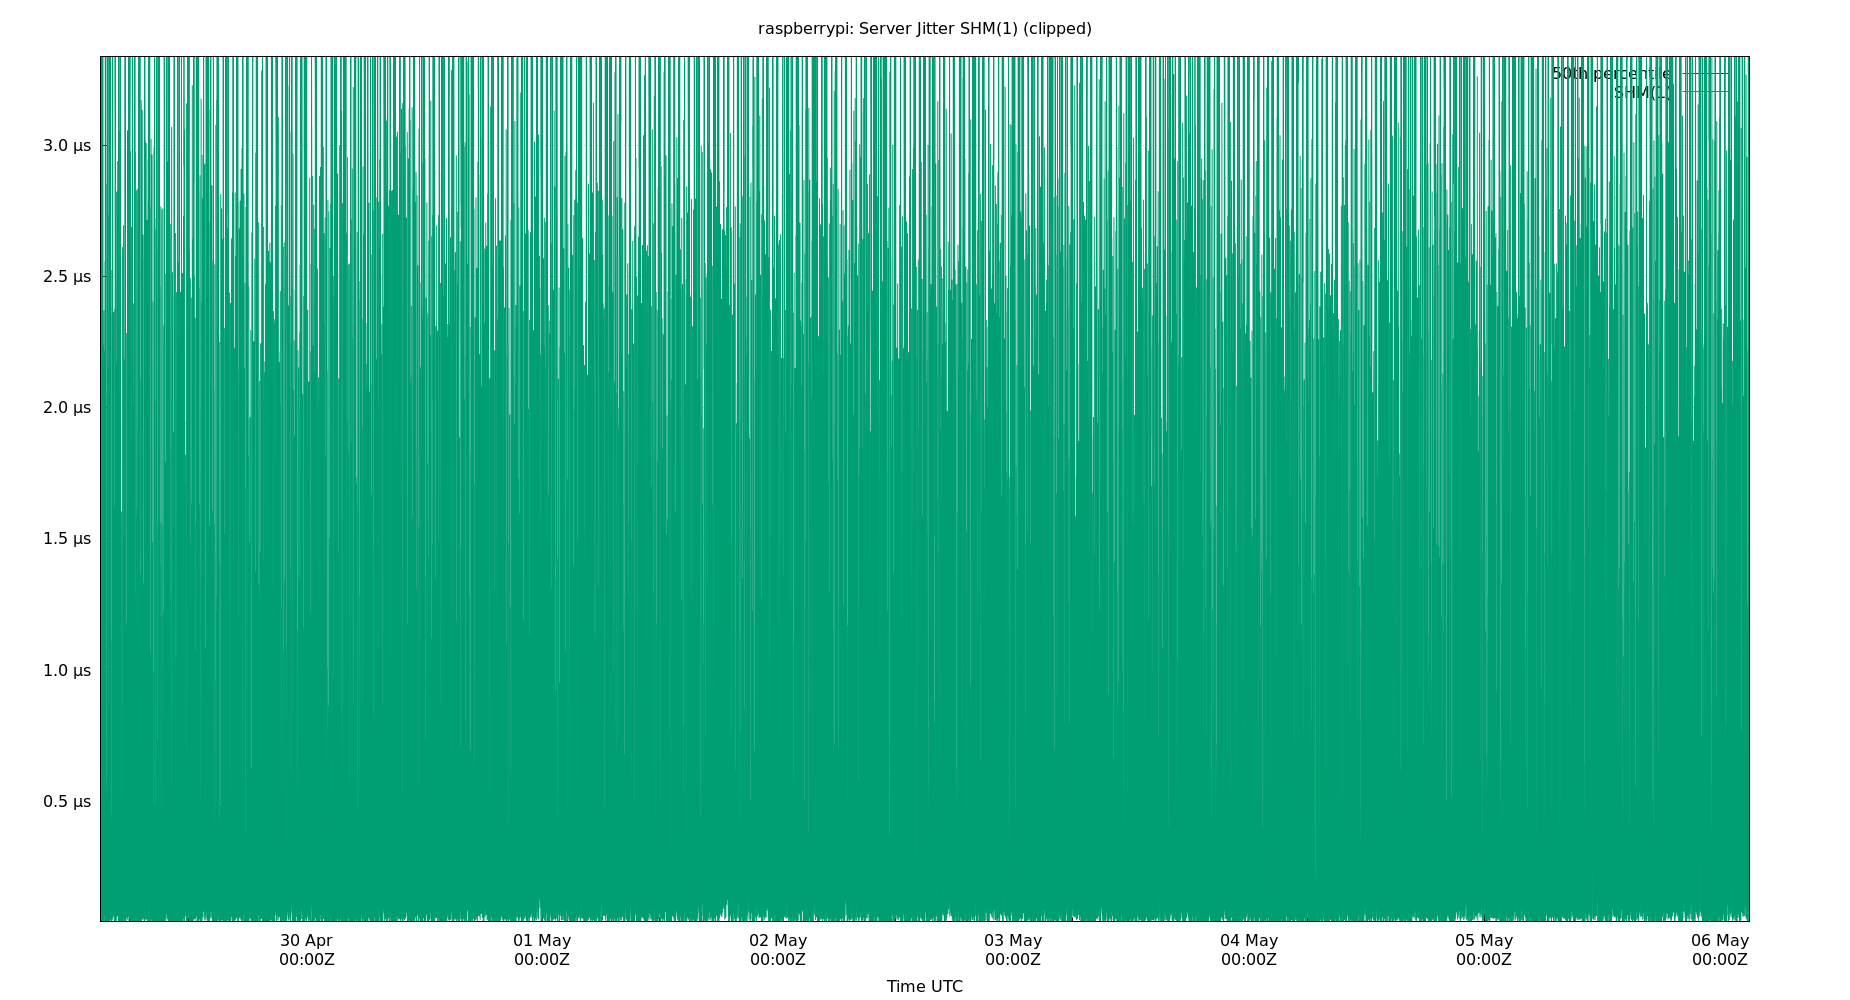 raspberrypi: Server Jitter SHM(1) (clipped)
50th percentile
SHM(1)
3.0 µs
2.5 µs
2.0 µs
1.5 µs
1.0 µs
0.5 µs
30 Apr 01 May 02 May 03 May 04 May 05 May 06 May
00:00Z 00:00Z 00:00Z 00:00Z 00:00Z 00:00Z 00:00Z
Time UTC